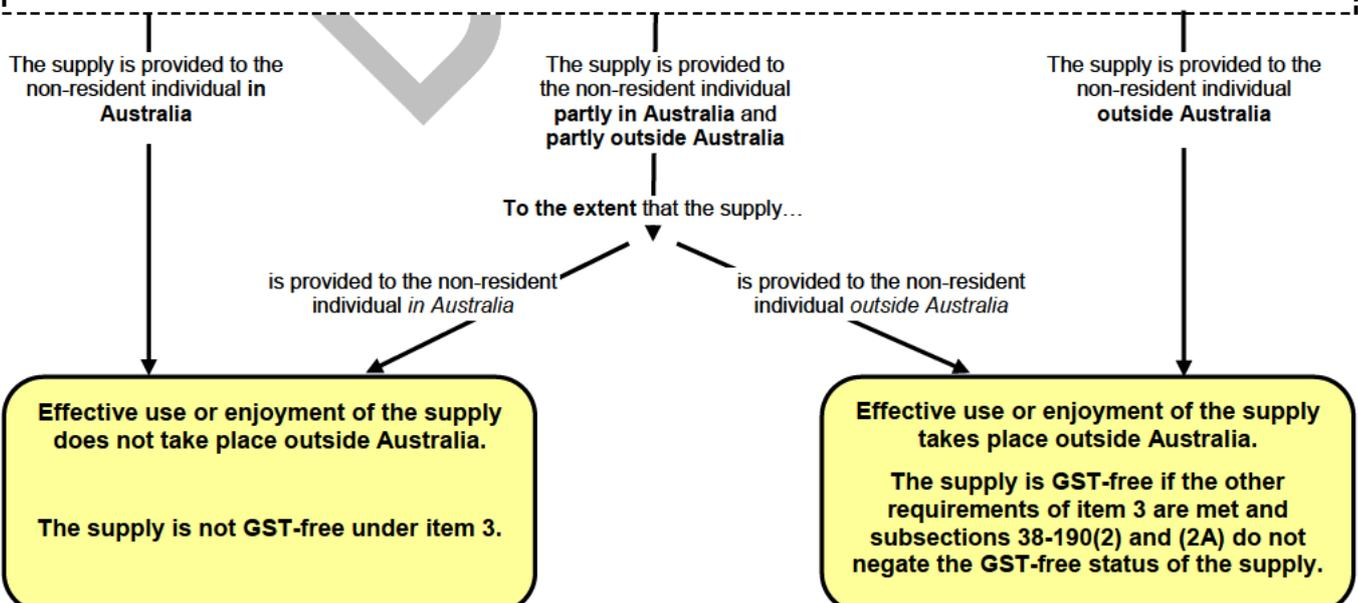 The supply is provided to the
non-resident individual in
Australia
The supply is provided to
the non-resident individual
partly in Australia and
partly outside Australia
The supply is provided to the
non-resident individual
outside Australia
To the extent that the supply…
is provided to the non-resident
individual in Australia
is provided to the non-resident
individual outside Australia
Effective use or enjoyment of the supply
does not take place outside Australia.
The supply is not GST-free under item 3.
Effective use or enjoyment of the supply
takes place outside Australia.
The supply is GST-free if the other
requirements of item 3 are met and
subsections 38-190(2) and (2A) do not
negate the GST-free status of the supply.